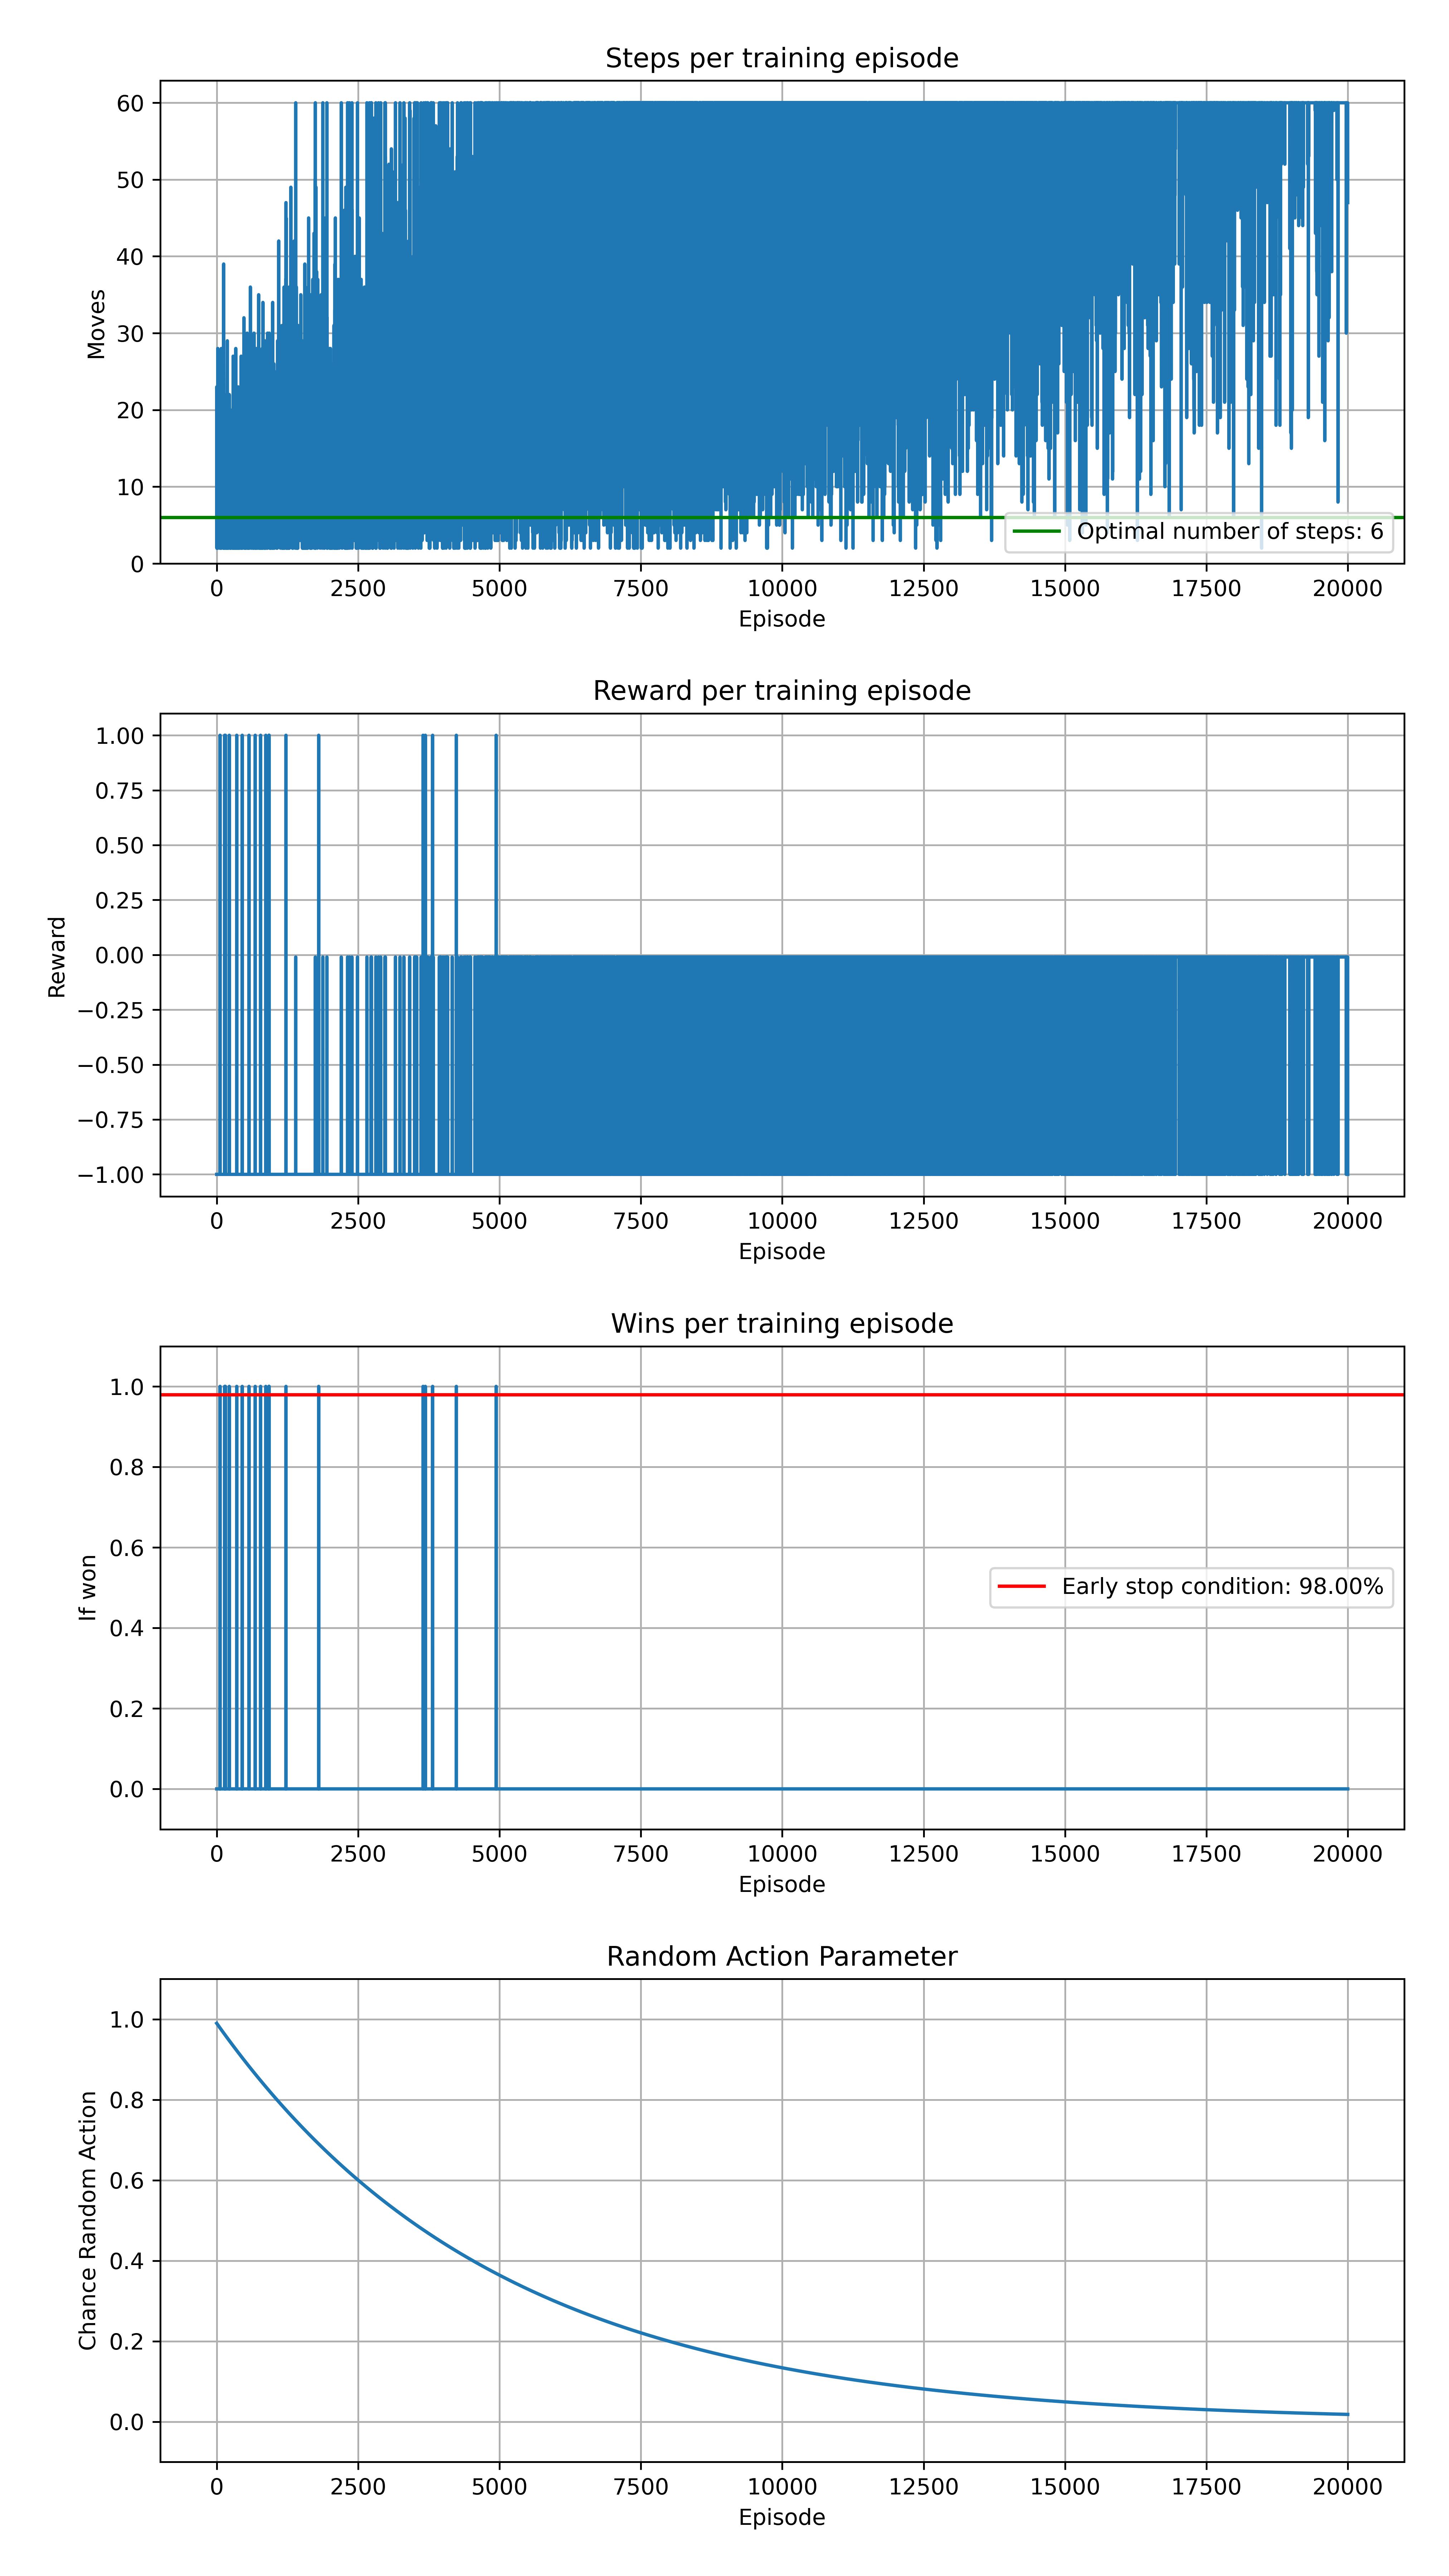 Steps per training episode
60
50
40
30
20
10
0
Moves
Optimal number of steps: 6
0 2500 5000 7500 10000 12500 15000 17500 20000
Episode
Reward per training episode
1.00
0.75
0.50
0.25
0.00
−0.25
−0.50
−0.75
−1.00
Reward
0 2500 5000 7500 10000 12500 15000 17500 20000
Episode
Wins per training episode
1.0
0.8
0.6
0.4
0.2
0.0
If won
Early stop condition: 98.00%
0 2500 5000 7500 10000 12500 15000 17500 20000
Episode
Random Action Parameter
1.0
0.8
0.6
0.4
0.2
0.0
Chance Random Action
0 2500 5000 7500 10000 12500 15000 17500 20000
Episode